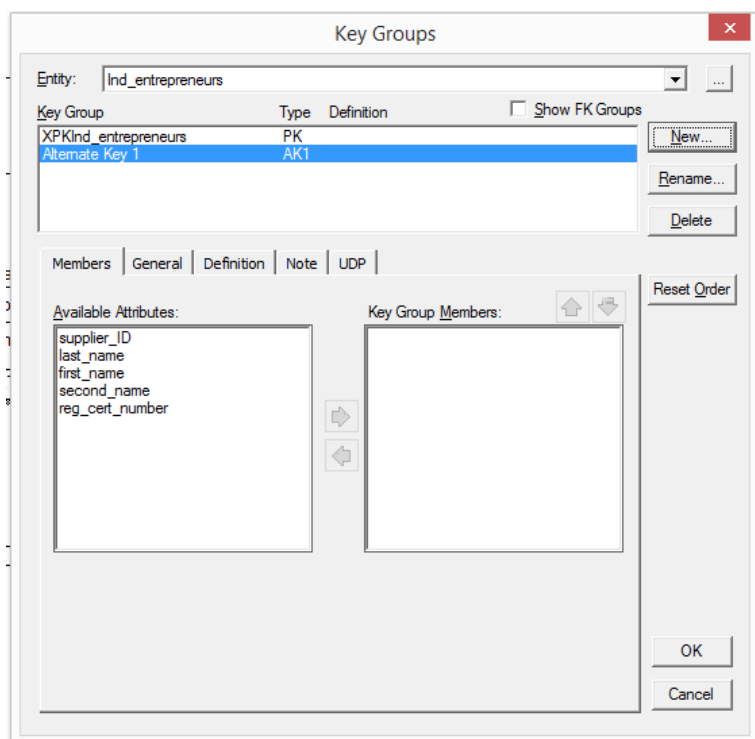 Key Groups
Entity: Ind_entrepreneurs ...
Key Group Type Definition Show FK Groups
XPKInd_entrepreneurs PK
Alternate Key 1 AK1
New...
Rename...
Delete
Members General Definition Note UDP
Reset Order
Available Attributes: Key Group Members:
supplier_ID
last_name
first_name
second_name
reg_cert_number
OK
Cancel